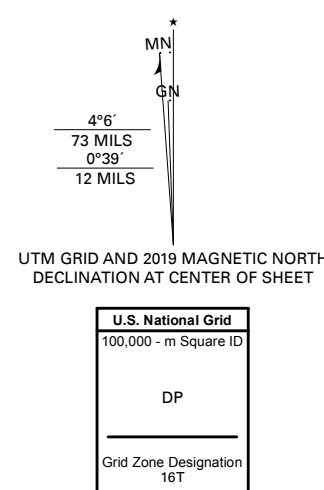 ★
MN
GN
4°6´
73 MILS
0°39´
12 MILS
UTM GRID AND 2019 MAGNETIC NORTH
DECLINATION AT CENTER OF SHEET
U.S. National Grid
100,000 - m Square ID
DP
Grid Zone Designation
16T